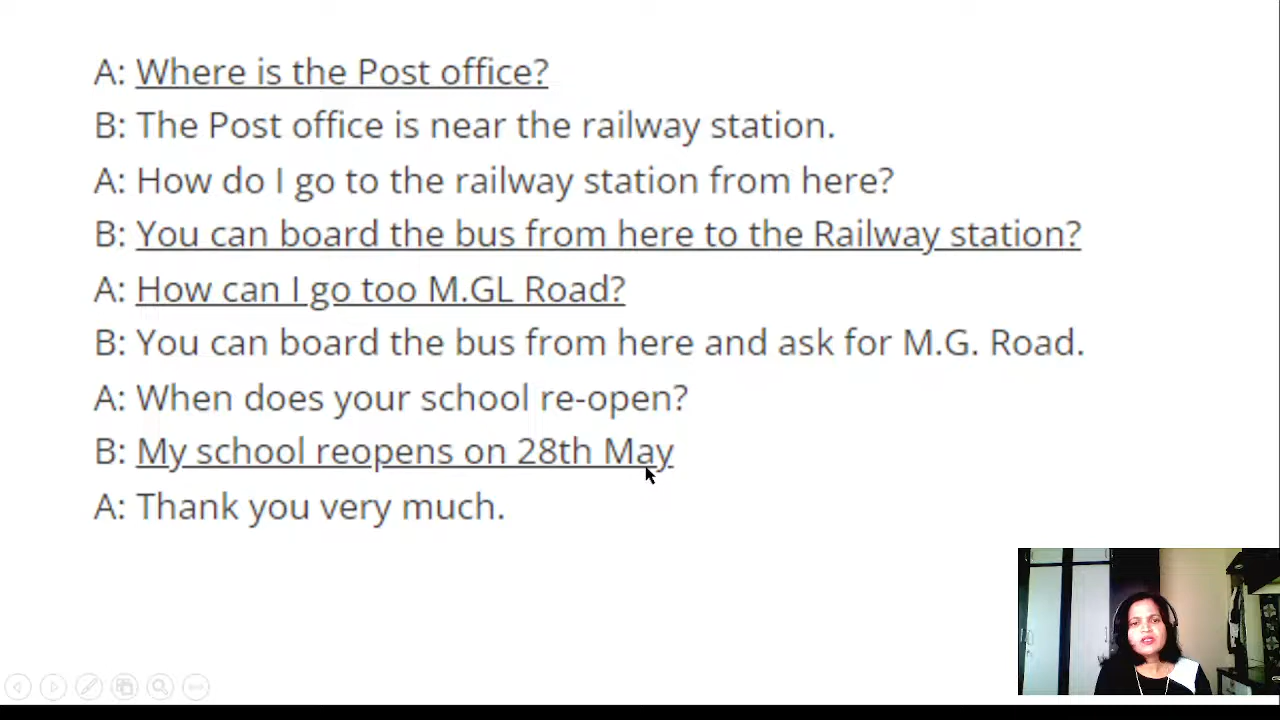 A: Where is the Post office?
B: The Post office is near the railway station.
A: How do I go to the railway station from here?
B: You can board the bus from here to the Railway station?
A: How can I go too M.GL Road?
B: You can board the bus from here and ask for M.G. Road.
A: When does your school re-open?
B: My school reopens on 28th May
A: Thank you very much.